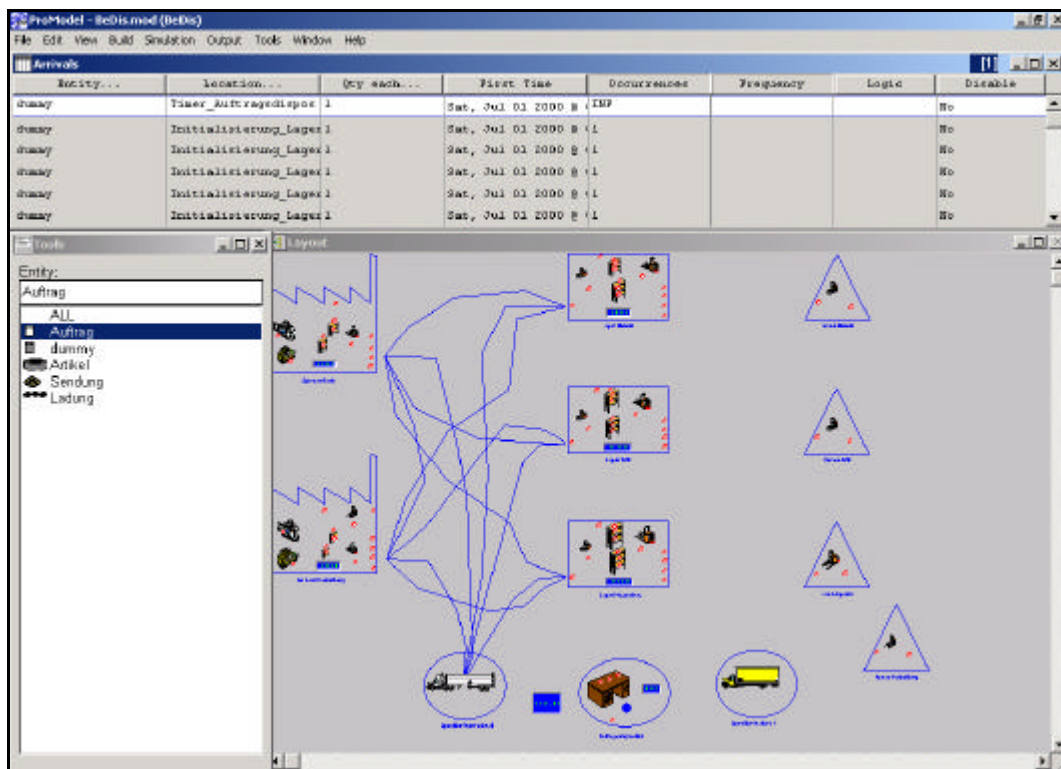 ProModel - BeDis.mod (BeDis)
File Edit View Build Simulation Output Tools Window Help
Arrivals [1]
Entity... Location... Qty each... First Time Occurrences Frequency Logic Disable
dummy Timer_Auftragsdispos 1 Sat, Jul 01 2000 @ INF No
dummy Initialisierung_Lager 1 Sat, Jul 01 2000 @ 1 No
dummy Initialisierung_Lager 1 Sat, Jul 01 2000 @ 1 No
dummy Initialisierung_Lager 1 Sat, Jul 01 2000 @ 1 No
dummy Initialisierung_Lager 1 Sat, Jul 01 2000 @ 1 No
dummy Initialisierung_Lager 1 Sat, Jul 01 2000 @ 1 No
Tools
Layout
Entity:
Auftrag
ALL
Auftrag
dummy
Artikel
Sendung
Ladung